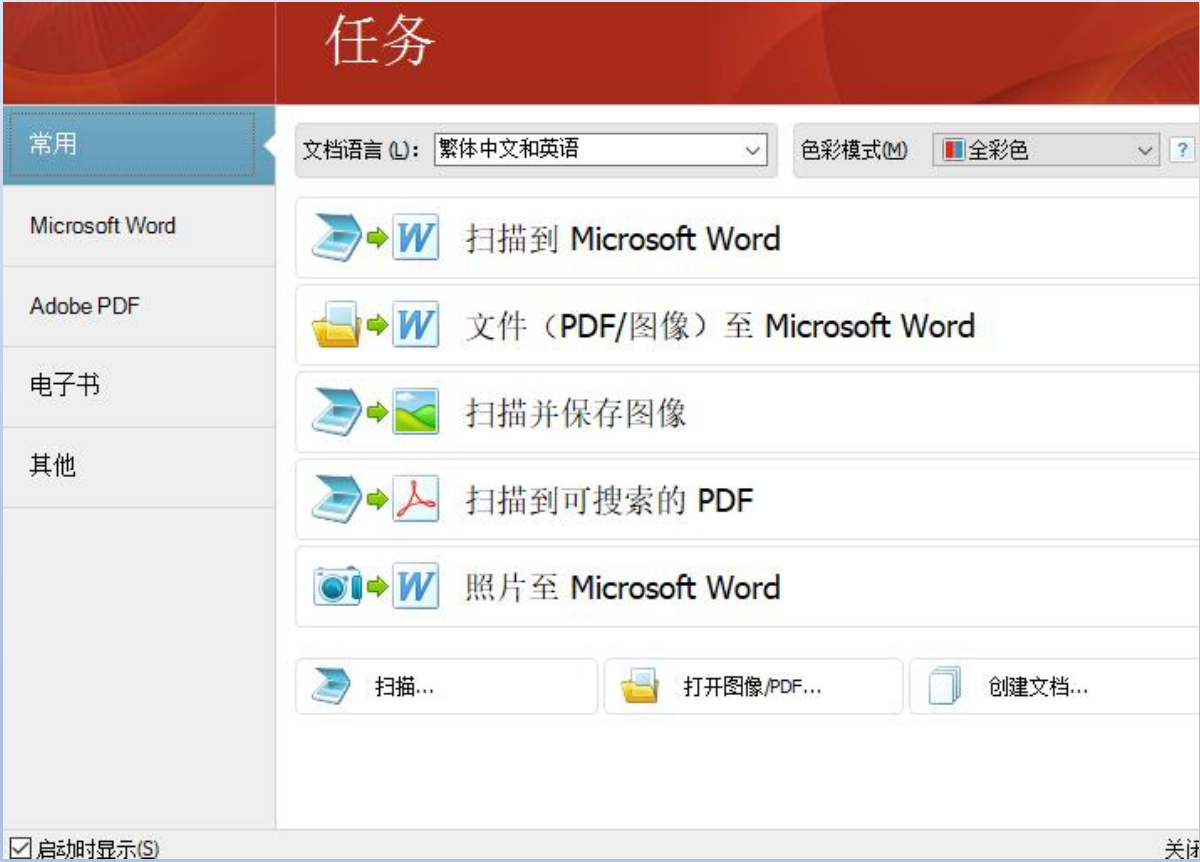 任务
常用
Microsoft Word
Adobe PDF
电子书
其他
文档语言 (L)： 繁体中文和英语 色彩模式(M) 全彩色 ?
扫描到 Microsoft Word
文件（PDF/图像）至 Microsoft Word
扫描并保存图像
扫描到可搜索的 PDF
照片至 Microsoft Word
扫描... 打开图像/PDF... 创建文档...
启动时显示(S) 关闭